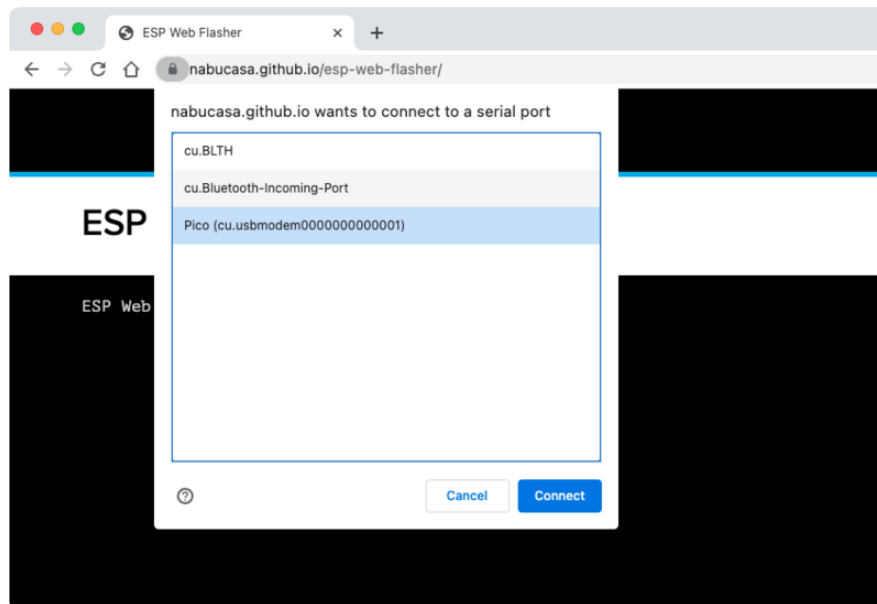 ESP Web Flasher
nabucasa.github.io/esp-web-flasher/
nabucasa.github.io wants to connect to a serial port
cu.BLTH
cu.Bluetooth-Incoming-Port
Pico (cu.usbmodem0000000000001)
ESP
ESP Web
Cancel
Connect